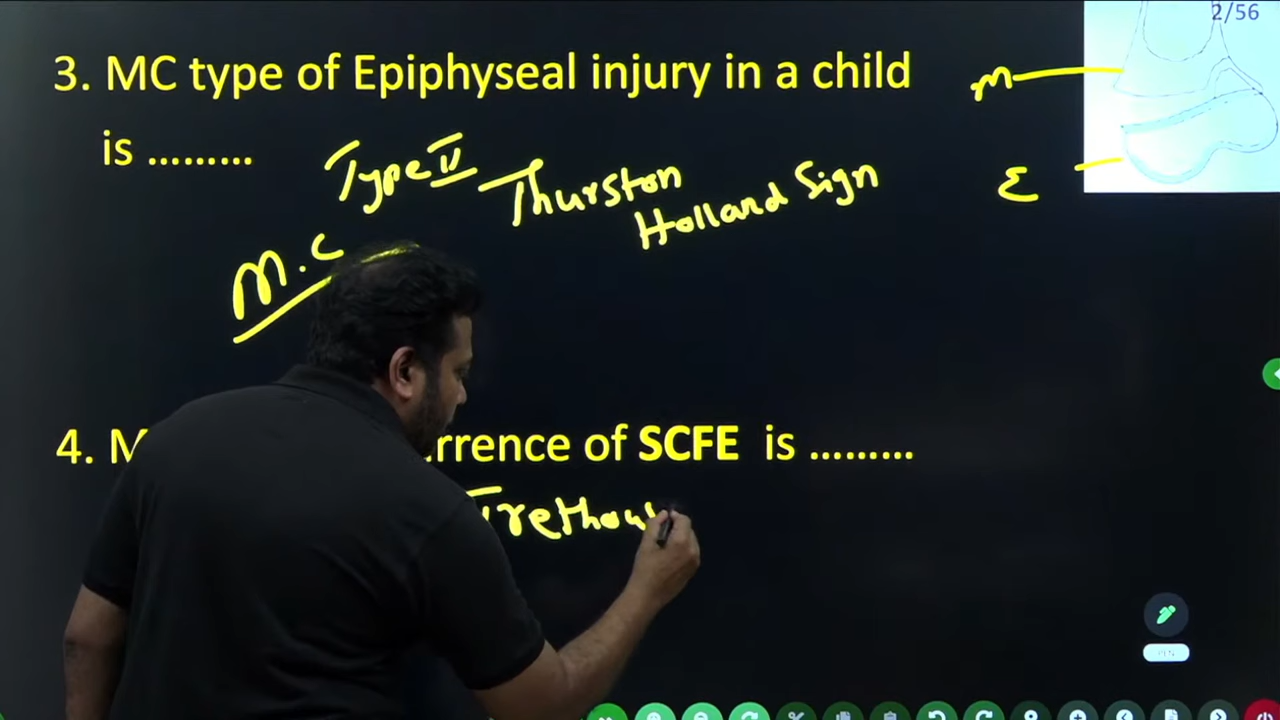 2/56
3. MC type of Epiphyseal injury in a child
m
is .........
Type II
Thurston
Holland Sign
ε
M.C
4. M
rrence of SCFE is .........
PEN